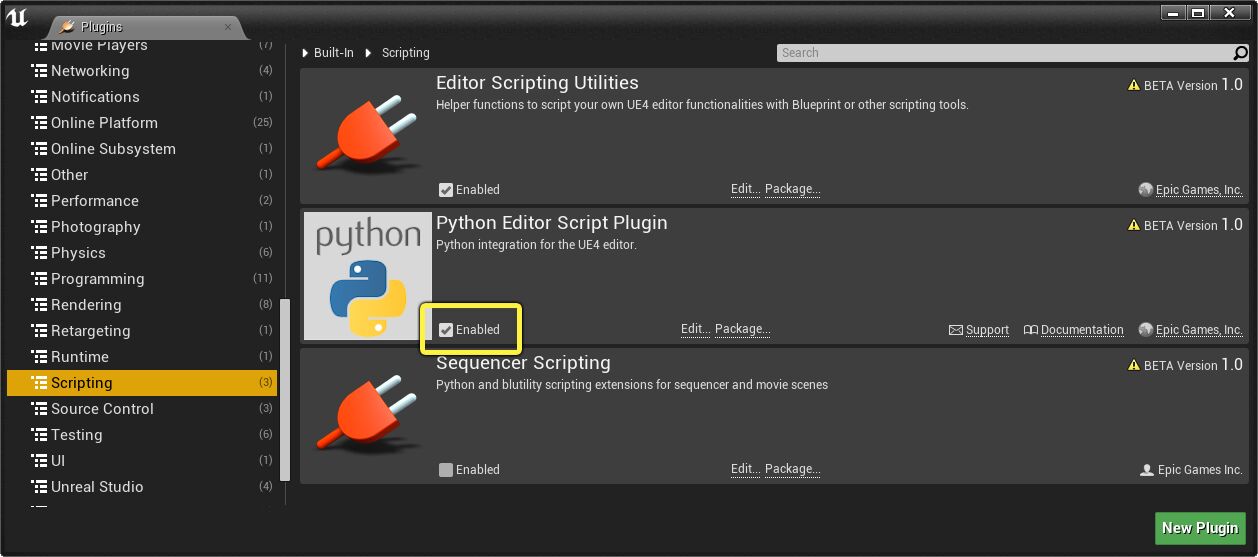 Plugins
Movie Players (7)
Networking (4)
Notifications (1)
Online Platform (25)
Online Subsystem (1)
Other (1)
Performance (2)
Photography (1)
Physics (6)
Programming (11)
Rendering (8)
Retargeting (1)
Runtime (1)
Scripting (3)
Source Control (3)
Testing (6)
UI (1)
Unreal Studio (4)
Built-In Scripting
Search
Editor Scripting Utilities
BETA Version 1.0
Helper functions to script your own UE4 editor functionalities with Blueprint or other scripting tools.
Enabled
Edit... Package...
Epic Games, Inc.
python
Python Editor Script Plugin
BETA Version 1.0
Python integration for the UE4 editor.
Enabled
Edit... Package...
Support
Documentation
Epic Games, Inc.
Sequencer Scripting
BETA Version 1.0
Python and blutility scripting extensions for sequencer and movie scenes
Enabled
Edit... Package...
Epic Games Inc.
New Plugin